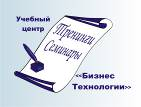 Учебный
центр
Тренинги
Семинары
«Бизнес
Технологии»